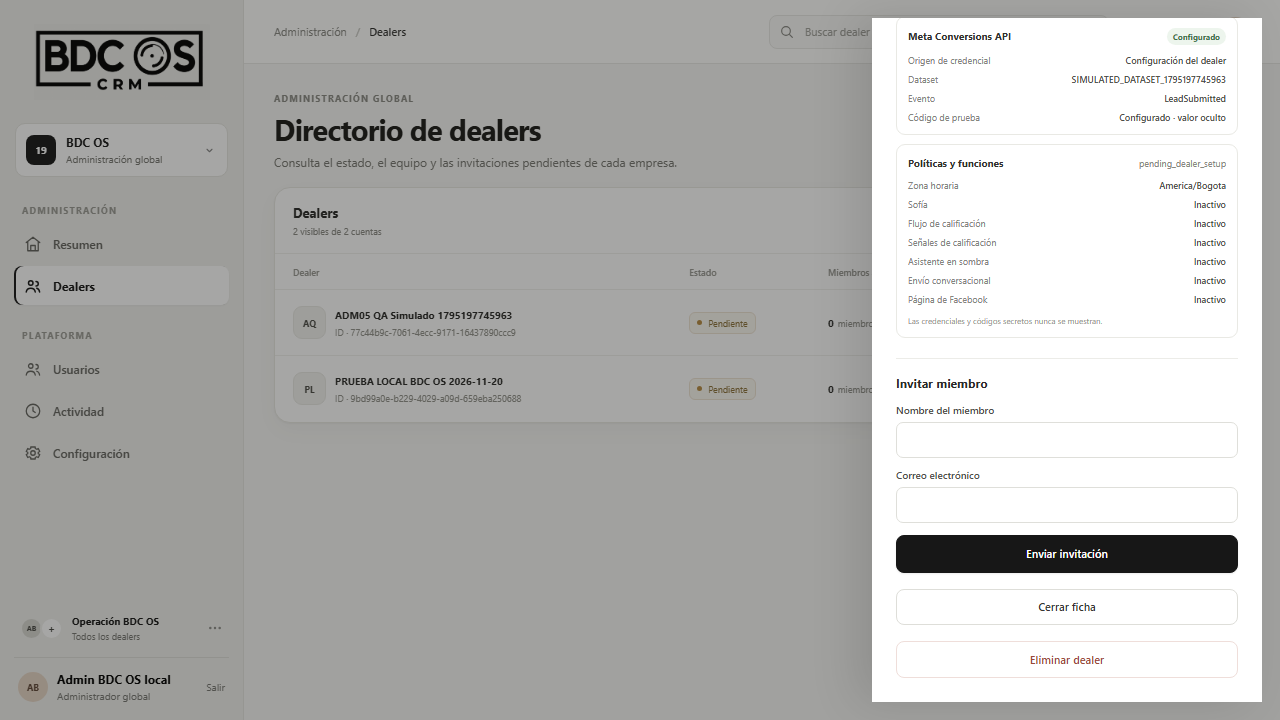 BDC OS
CRM
19
BDC OS
Administración global
ADMINISTRACIÓN
Resumen
Dealers
PLATAFORMA
Usuarios
Actividad
Configuración
AB
+
Operación BDC OS
Todos los dealers
...
AB
Admin BDC OS local
Administrador global
Salir
Administración / Dealers
Buscar dealer
ADMINISTRACIÓN GLOBAL
Directorio de dealers
Consulta el estado, el equipo y las invitaciones pendientes de cada empresa.
Dealers
2 visibles de 2 cuentas
Dealer Estado Miembros
AQ
ADM05 QA Simulado 1795197745963
ID · 77c44b9c-7061-4ecc-9171-16437890ccc9
Pendiente
0 miembro
PL
PRUEBA LOCAL BDC OS 2026-11-20
ID · 9bd99a0e-b229-4029-a09d-659eba250688
Pendiente
0 miembro
Meta Conversions API Configurado
Origen de credencial Configuración del dealer
Dataset SIMULATED_DATASET_1795197745963
Evento LeadSubmitted
Código de prueba Configurado · valor oculto
Políticas y funciones pending_dealer_setup
Zona horaria America/Bogota
Sofía Inactivo
Flujo de calificación Inactivo
Señales de calificación Inactivo
Asistente en sombra Inactivo
Envío conversacional Inactivo
Página de Facebook Inactivo
Las credenciales y códigos secretos nunca se muestran.
Invitar miembro
Nombre del miembro
Correo electrónico
Enviar invitación
Cerrar ficha
Eliminar dealer